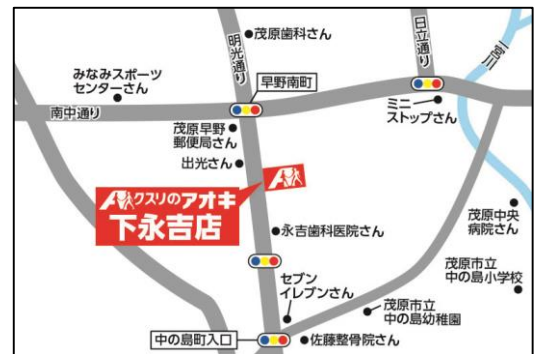 茂原歯科さん
明光通り
日立通り
一宮川
みなみスポーツ
センターさん
早野南町
南中通り
ミニ
ストップさん
茂原早野
郵便局さん
出光さん
クスリのアオキ
下永吉店
永吉歯科医院さん
茂原中央
病院さん
茂原市立
中の島小学校
セブン
イレブンさん
茂原市立
中の島幼稚園
中の島町入口
佐藤整骨院さん